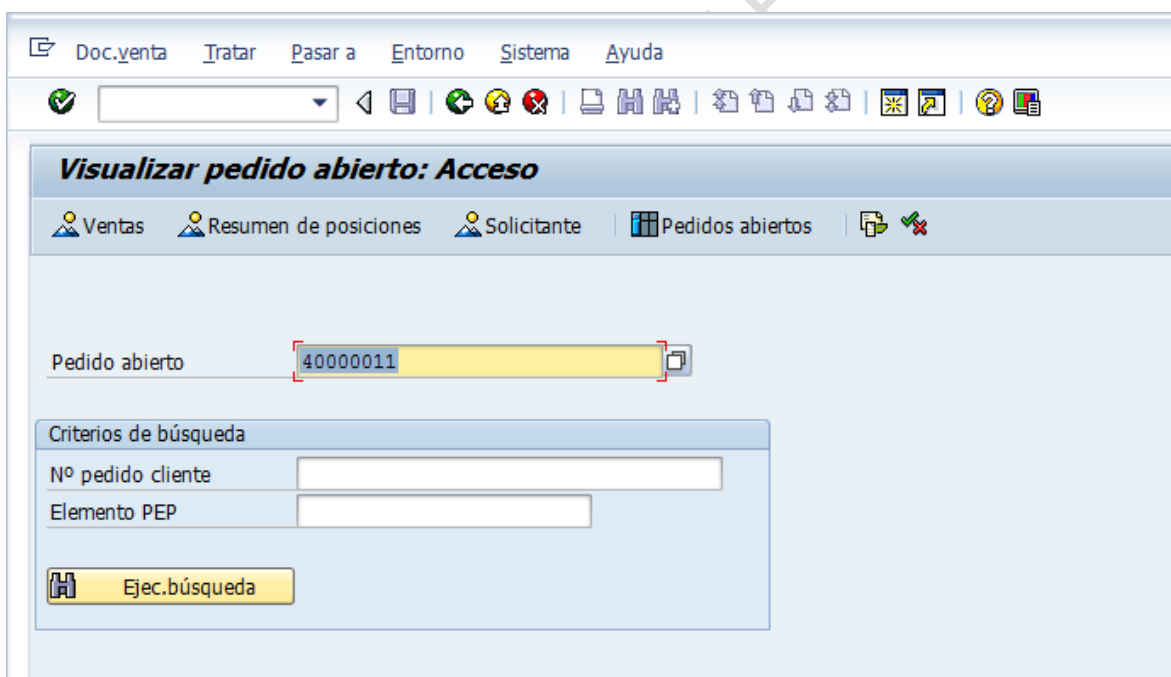 Doc.venta Tratar Pasar a Entorno Sistema Ayuda
Visualizar pedido abierto: Acceso
Ventas Resumen de posiciones Solicitante Pedidos abiertos
Pedido abierto 40000011
Criterios de búsqueda
Nº pedido cliente
Elemento PEP
Ejec.búsqueda